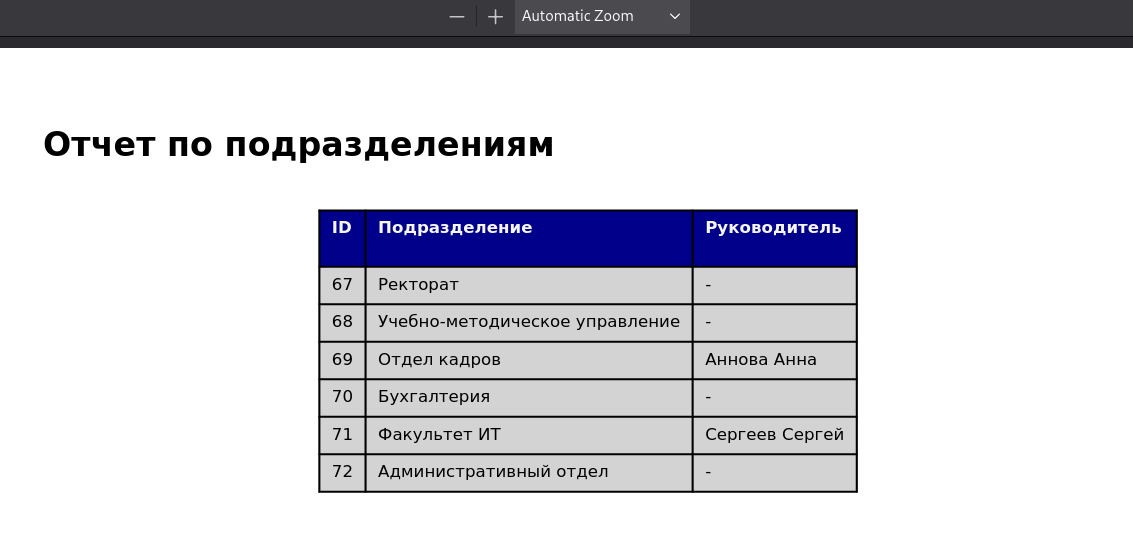 Automatic Zoom
Отчет по подразделениям
ID Подразделение Руководитель
67 Ректорат -
68 Учебно-методическое управление -
69 Отдел кадров Аннова Анна
70 Бухгалтерия -
71 Факультет ИТ Сергеев Сергей
72 Административный отдел -